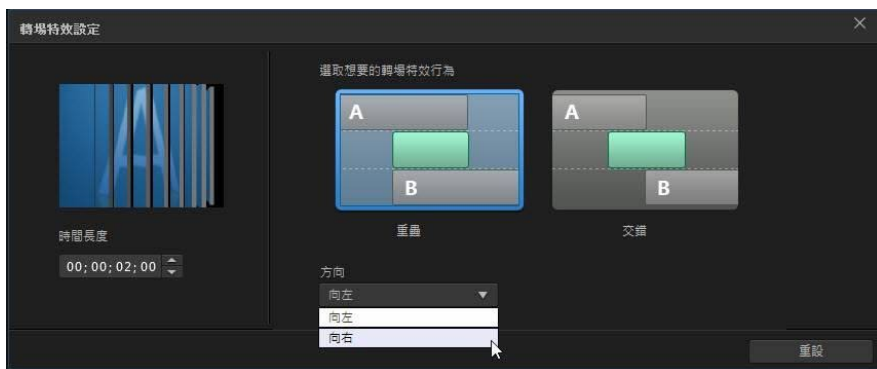 轉場特效設定
選取想要的轉場特效行為
A
A
B
B
重疊
交錯
時間長度
00;00;02;00
方向
向左
向左
向右
重設